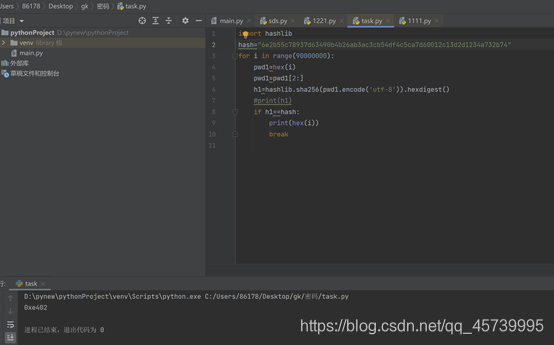 Users › 86178 › Desktop › gk › 密码 › task.py
项目
main.py × sds.py × 1221.py × task.py × 1111.py ×
pythonProject D:\pynew\pythonProject
venv library 根
main.py
外部库
草稿文件和控制台
1 import hashlib
2 hash="6e2b55c78937d63490b4b26ab3ac3cb54df4c5ca7d60012c13d2d1234a732b74"
3 for i in range(90000000):
4 pwd1=hex(i)
5 pwd1=pwd1[2:]
6 h1=hashlib.sha256(pwd1.encode('utf-8')).hexdigest()
7 #print(h1)
8 if h1==hash:
9 print(hex(i))
10 break
11
task ×
D:\pynew\pythonProject\venv\Scripts\python.exe C:/Users/86178/Desktop/gk/密码/task.py
0xe402
进程已结束，退出代码为 0
https://blog.csdn.net/qq_45739995